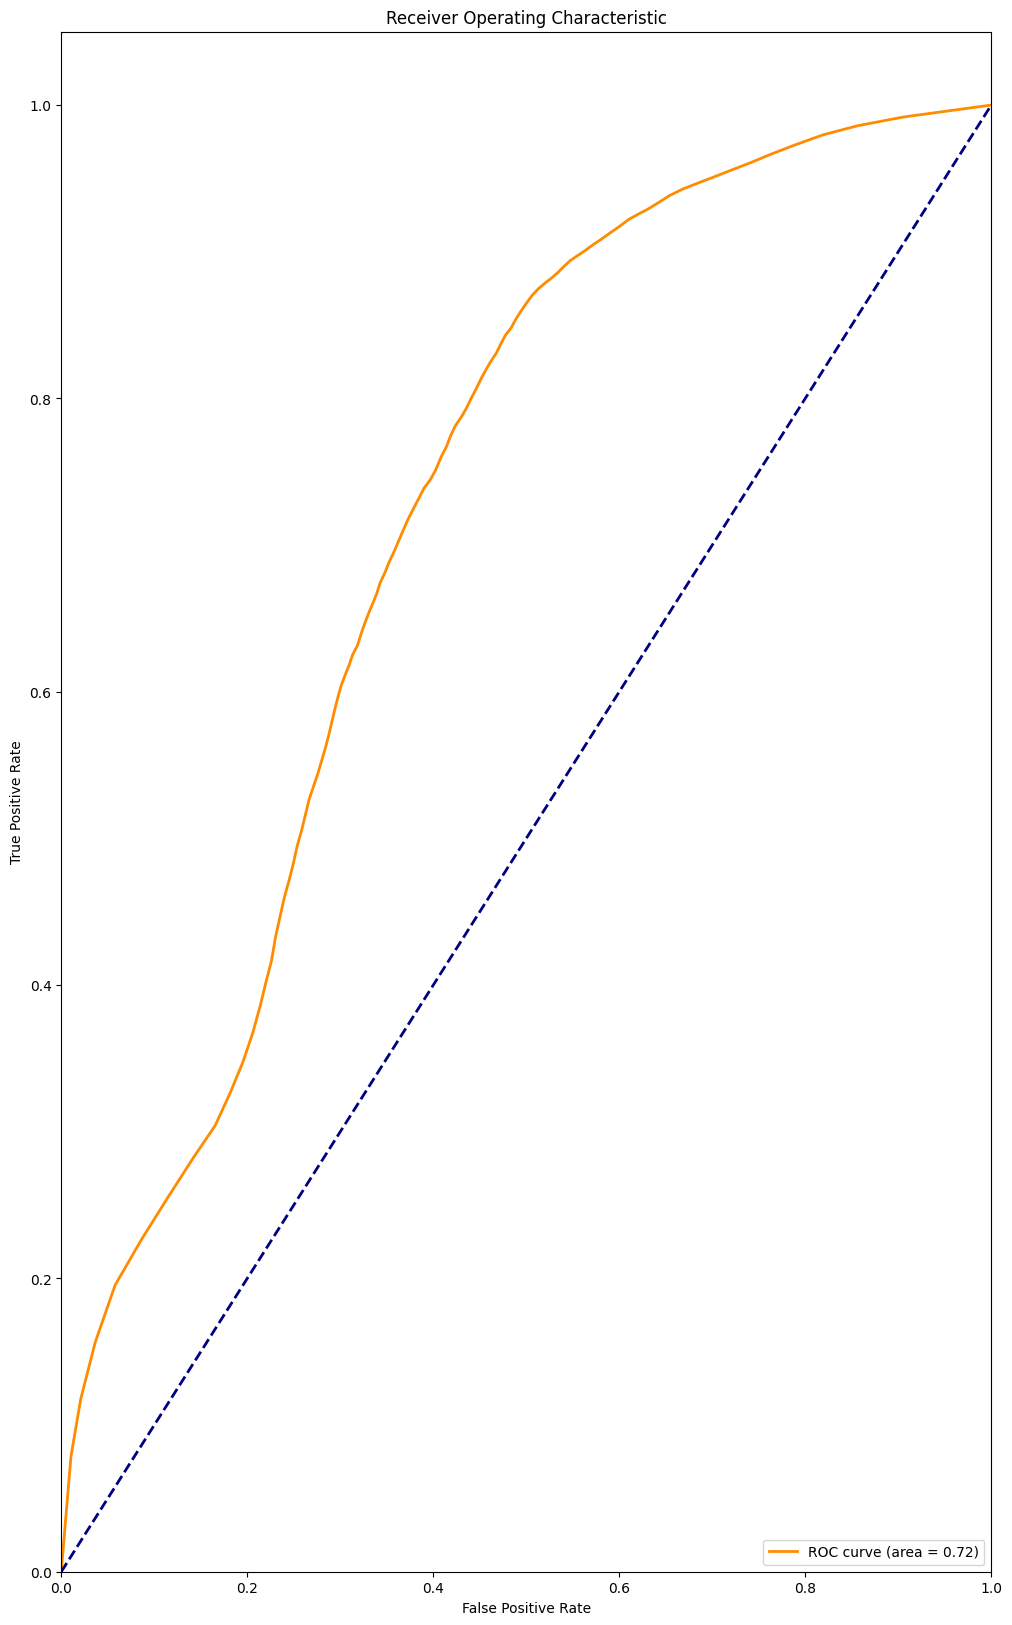 Receiver Operating Characteristic
1.0
0.8
0.6
0.4
0.2
0.0
True Positive Rate
ROC curve (area = 0.72)
0.0 0.2 0.4 0.6 0.8 1.0
False Positive Rate